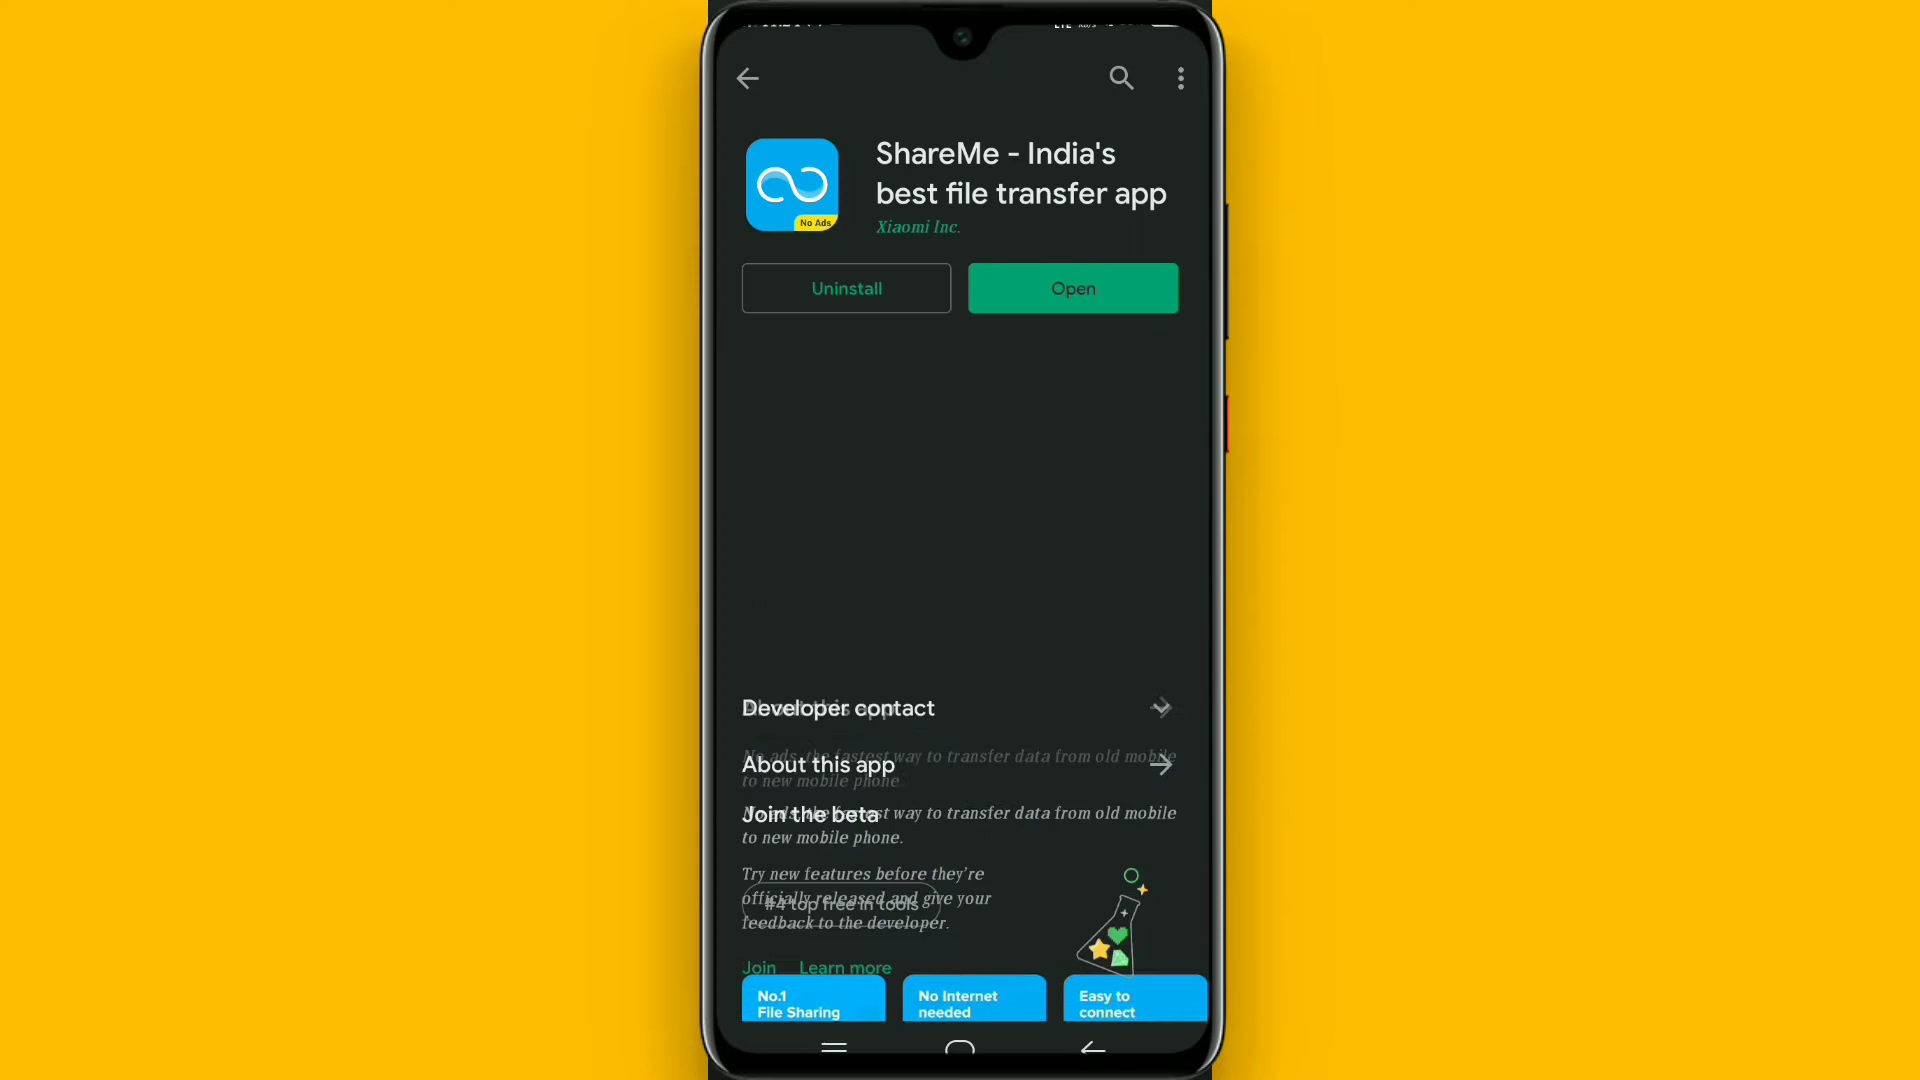 ShareMe - India's
best file transfer app
No Ads
Xiaomi Inc.
Uninstall
Open
Developer contact
About this app
No ads, the fastest way to transfer data from old mobile
to new mobile phone.
About this app
Join the beta
No ads, the fastest way to transfer data from old mobile
to new mobile phone.
Try new features before they're
officially released and give your
#4 top free in tools
feedback to the developer.
Join Learn more
No.1
File Sharing
No Internet
needed
Easy to
connect